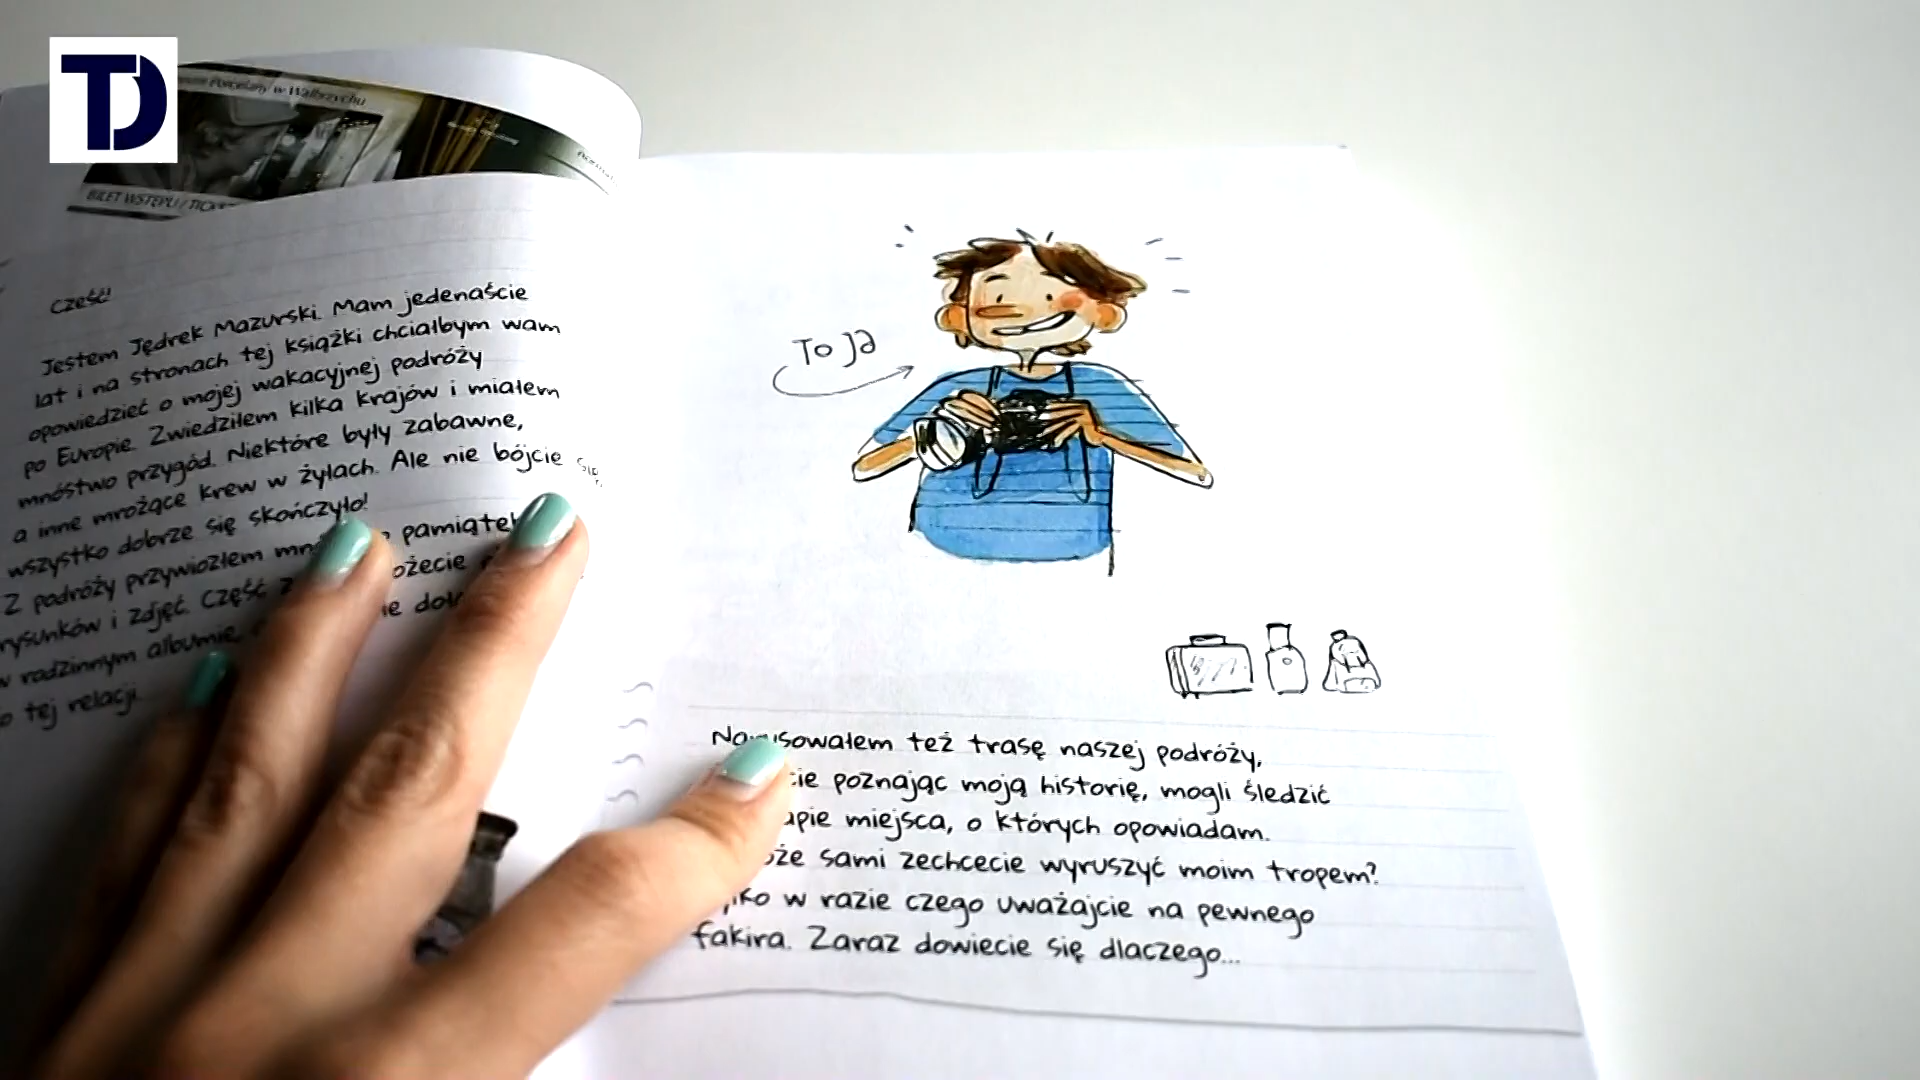 TD
Porcelany w Wałbrzychu
BILET WSTĘPU / TICKE
Cześć!
Jestem Jędrek Mazurski. Mam jedenaście
lat i na stronach tej książki chciałbym wam
opowiedzieć o mojej wakacyjnej podróży
po Europie. Zwiedziłem kilka krajów i miałem
mnóstwo przygód. Niektóre były zabawne,
a inne mrożące krew w żyłach. Ale nie bójcie
wszystko dobrze się skończyło!
Z podróży przywiozłem pamiątek
rysunków i zdjęć. Część
w rodzinnym albumie,
o tej relacji.
To ja
Narysowałem też trasę naszej podróży,
poznając moją historię, mogli śledzić
miejsca, o których opowiadam.
sami zechcecie wyruszyć moim tropem?
w razie czego uważajcie na pewnego
fakira. Zaraz dowiecie się dlaczego...